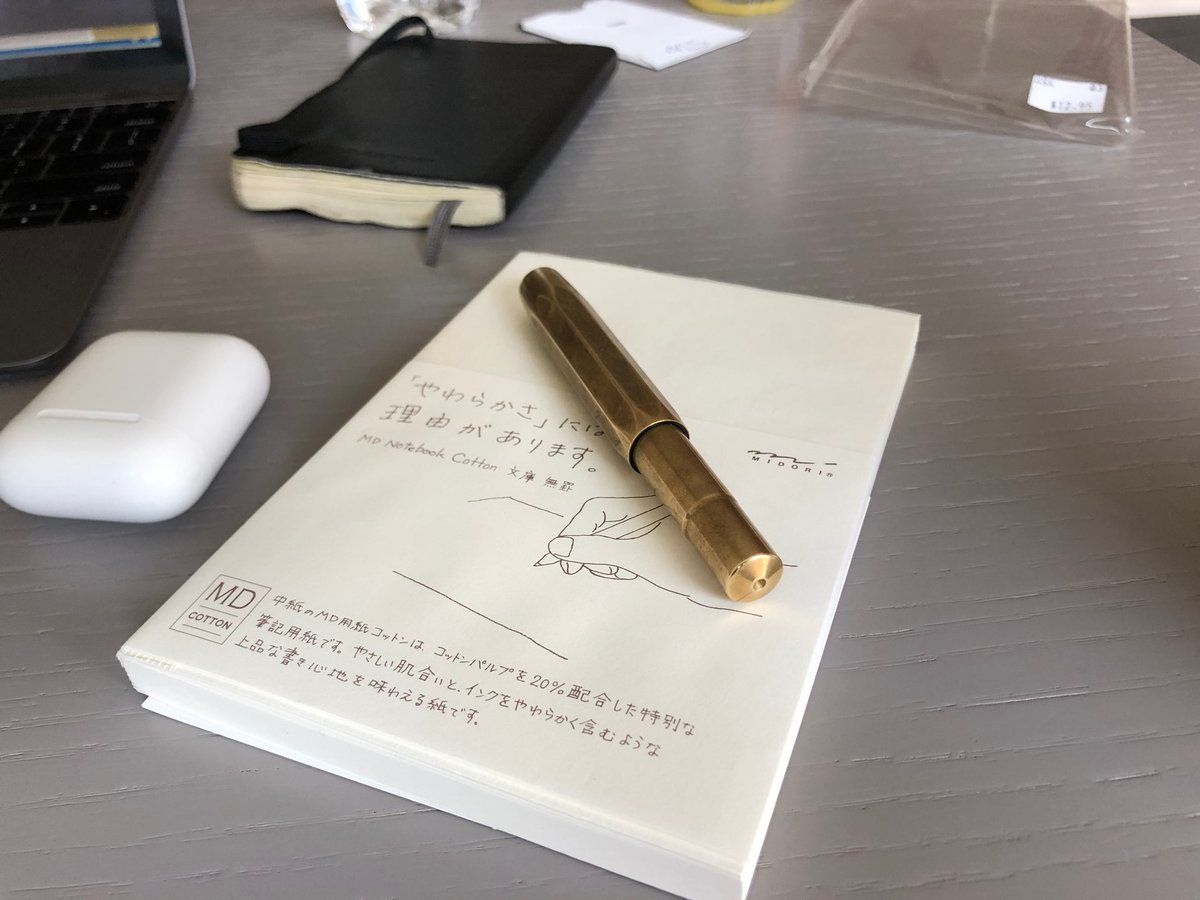 $12.95
「やわらかさ」には
理由があります。
MD Notebook Cotton 文庫 無罫
MIDORI®
MD
COTTON
中紙のMD用紙コットンは、コットンパルプを20%配合した特別な
筆記用紙です。やさしい肌合いと、インクをやわらかく含むような
上品な書き心地を味わえる紙です。